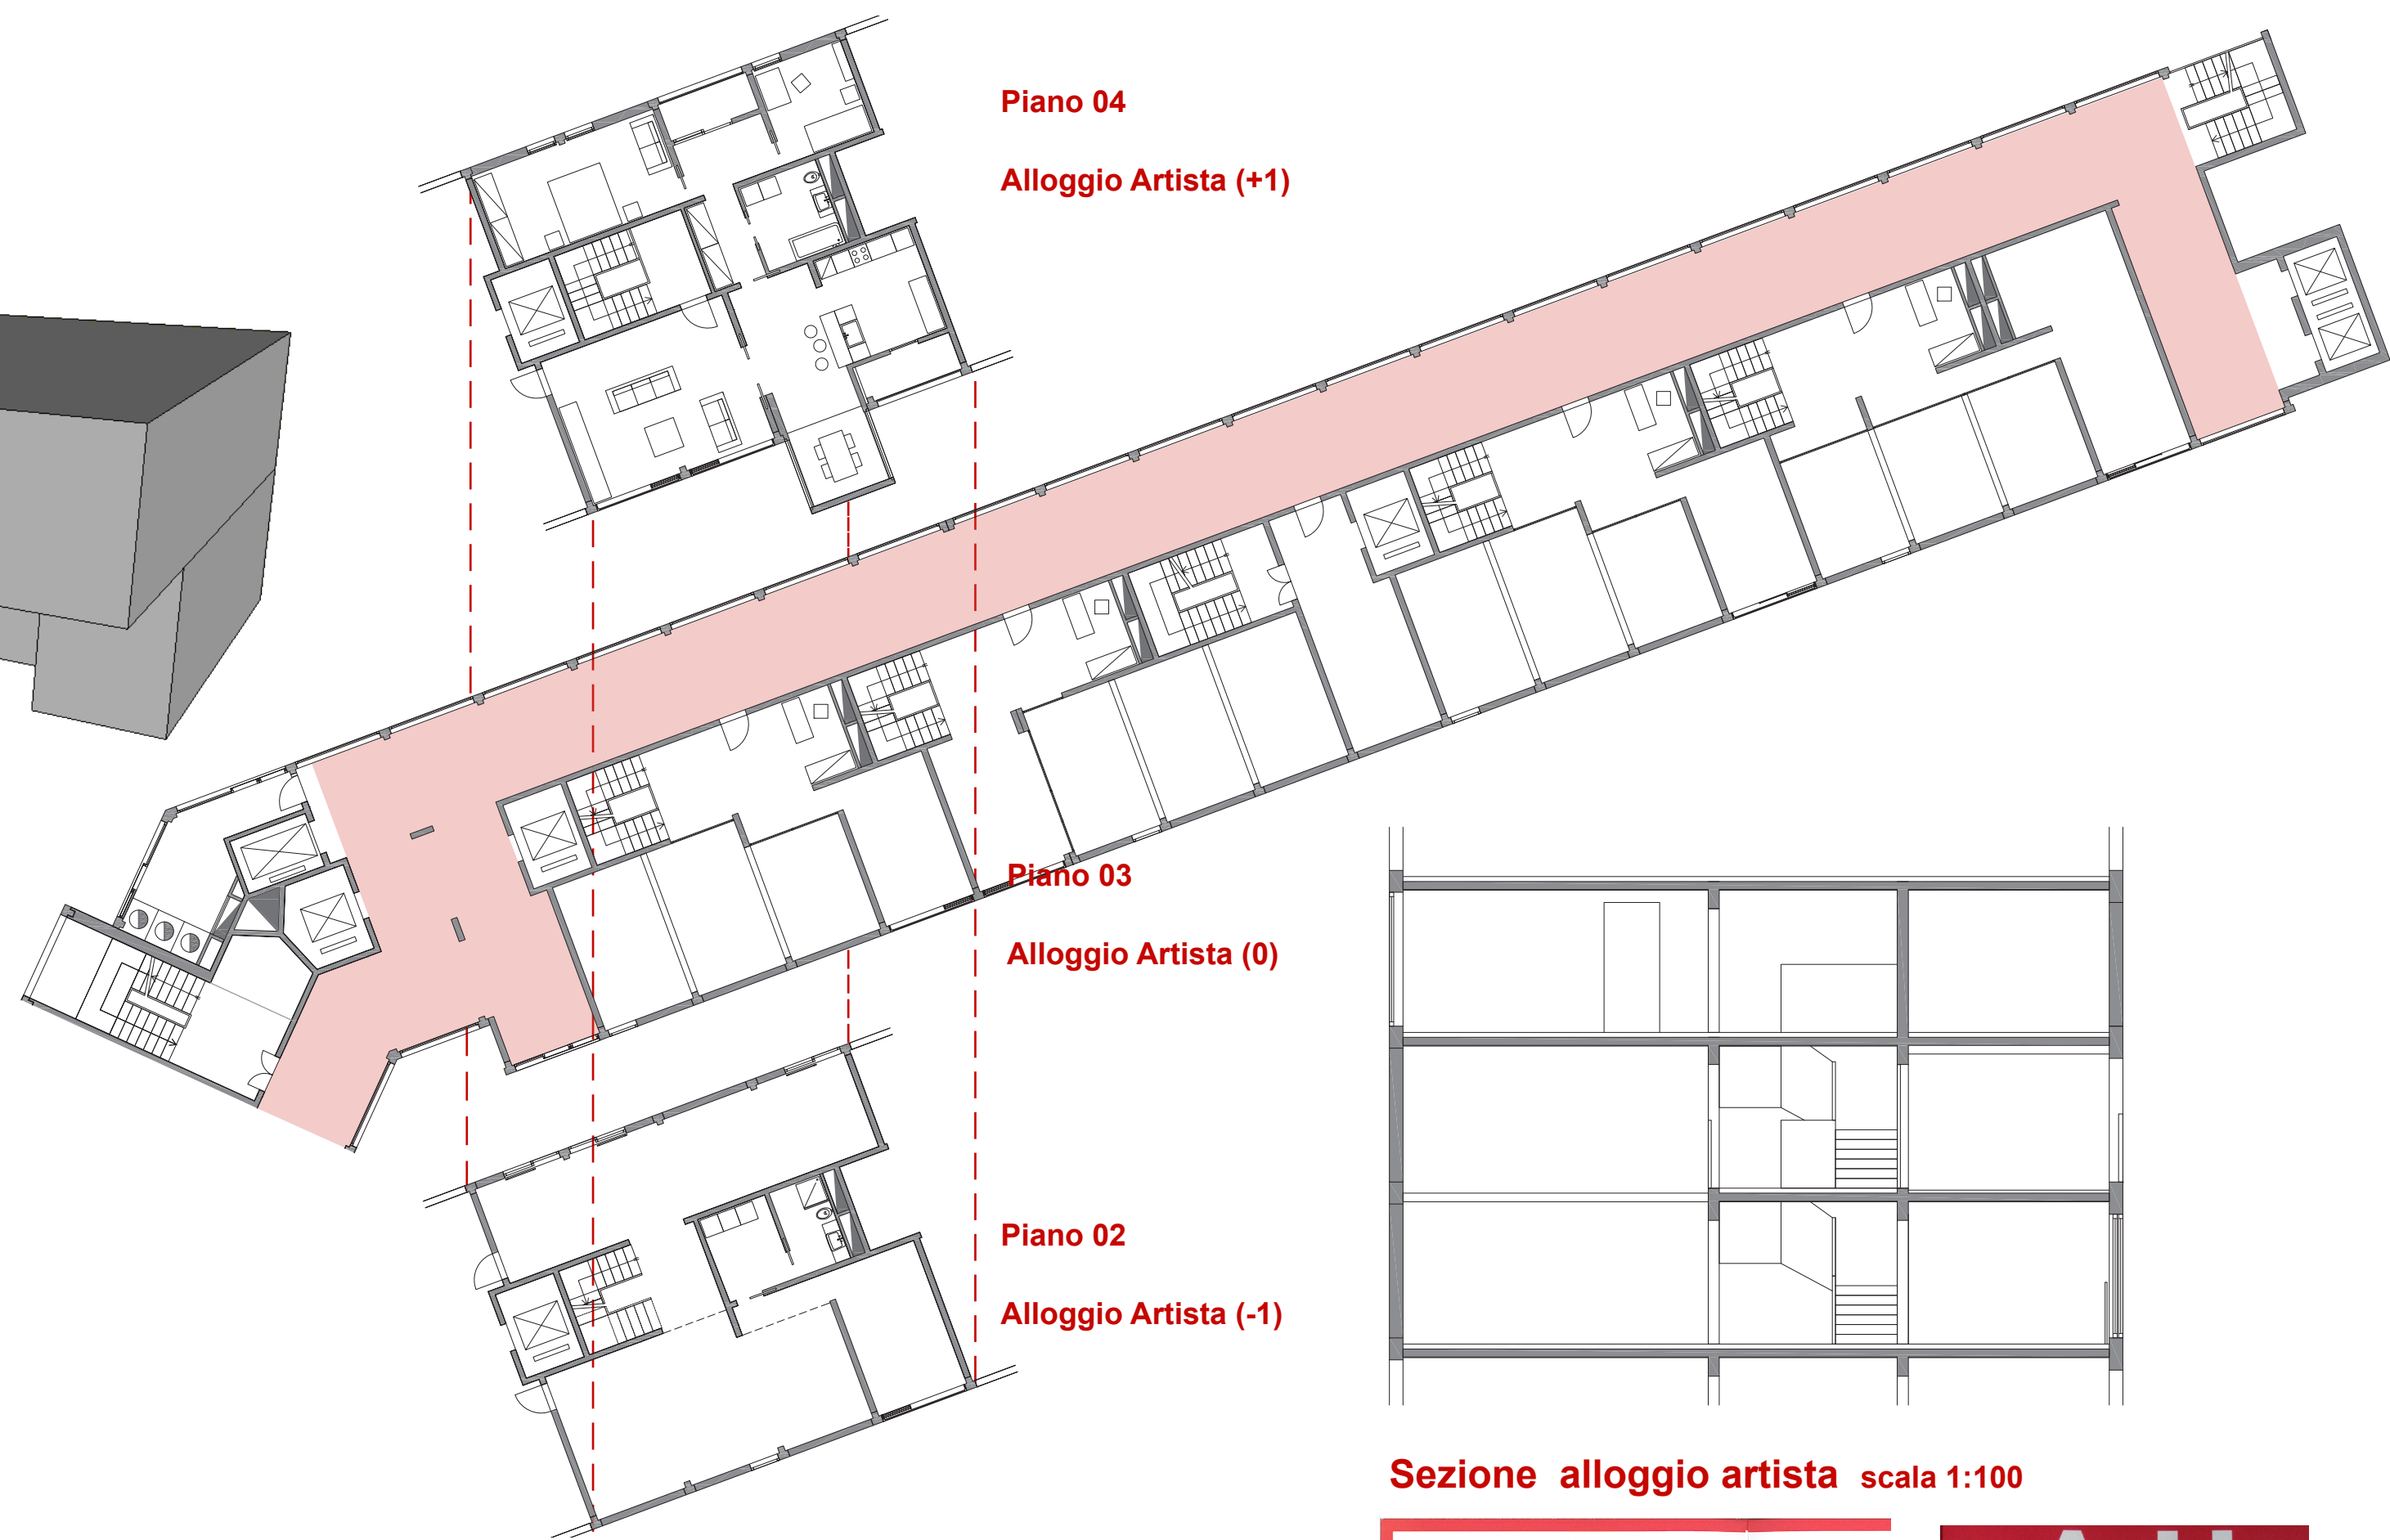 Piano 04
Alloggio Artista (+1)
Piano 03
Alloggio Artista (0)
Piano 02
Alloggio Artista (-1)
Sezione alloggio artista scala 1:100